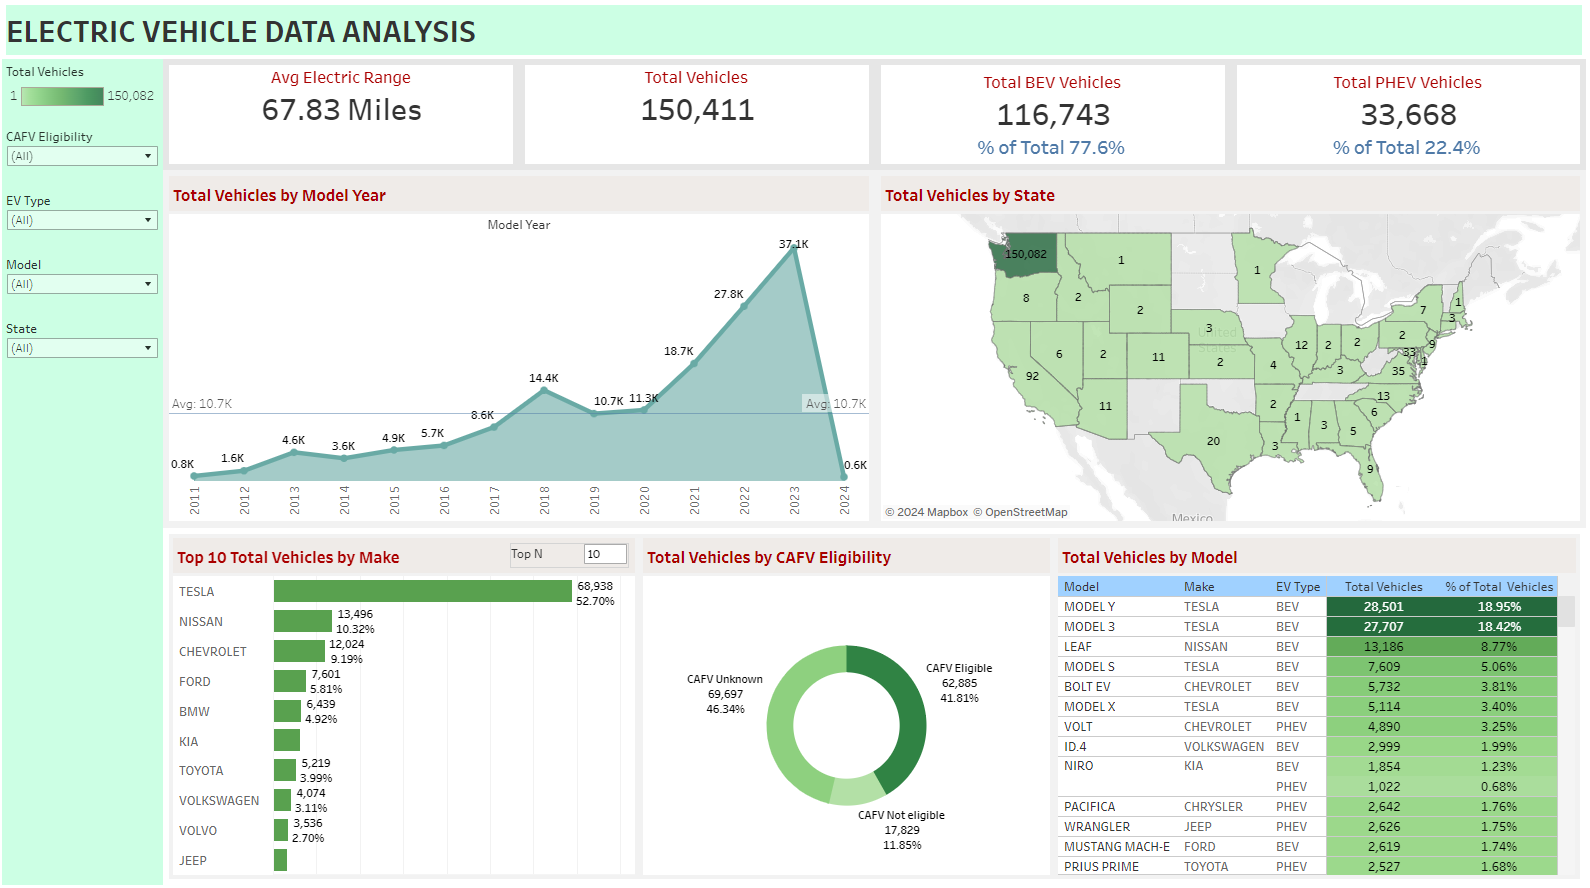 ELECTRIC VEHICLE DATA ANALYSIS
Total Vehicles
1 150,082
CAFV Eligibility
(All)
EV Type
(All)
Model
(All)
State
(All)
Avg Electric Range
67.83 Miles
Total Vehicles
150,411
Total BEV Vehicles
116,743
% of Total 77.6%
Total PHEV Vehicles
33,668
% of Total 22.4%
Total Vehicles by Model Year
Model Year
37.1K
27.8K
18.7K
14.4K
10.7K
11.3K
8.6K
5.7K
4.9K
3.6K
4.6K
1.6K
0.8K
0.6K
Avg: 10.7K
Avg: 10.7K
2011
2012
2013
2014
2015
2016
2017
2018
2019
2020
2021
2022
2023
2024
Total Vehicles by State
150,082
1
1
8
2
2
3
7
1
3
2
9
33
1
12
2
2
6
2
11
2
4
3
35
92
11
20
2
13
6
1
3
5
3
9
United States
Mexico
© 2024 Mapbox © OpenStreetMap
Top 10 Total Vehicles by Make
Top N 10
TESLA 68,938
52.70%
NISSAN 13,496
10.32%
CHEVROLET 12,024
9.19%
FORD 7,601
5.81%
BMW 6,439
4.92%
KIA
TOYOTA 5,219
3.99%
VOLKSWAGEN 4,074
3.11%
VOLVO 3,536
2.70%
JEEP
Total Vehicles by CAFV Eligibility
CAFV Unknown
69,697
46.34%
CAFV Eligible
62,885
41.81%
CAFV Not eligible
17,829
11.85%
Total Vehicles by Model
Model Make EV Type Total Vehicles % of Total Vehicles
MODEL Y TESLA BEV 28,501 18.95%
MODEL 3 TESLA BEV 27,707 18.42%
LEAF NISSAN BEV 13,186 8.77%
MODEL S TESLA BEV 7,609 5.06%
BOLT EV CHEVROLET BEV 5,732 3.81%
MODEL X TESLA BEV 5,114 3.40%
VOLT CHEVROLET PHEV 4,890 3.25%
ID.4 VOLKSWAGEN BEV 2,999 1.99%
NIRO KIA BEV 1,854 1.23%
PHEV 1,022 0.68%
PACIFICA CHRYSLER PHEV 2,642 1.76%
WRANGLER JEEP PHEV 2,626 1.75%
MUSTANG MACH-E FORD BEV 2,619 1.74%
PRIUS PRIME TOYOTA PHEV 2,527 1.68%